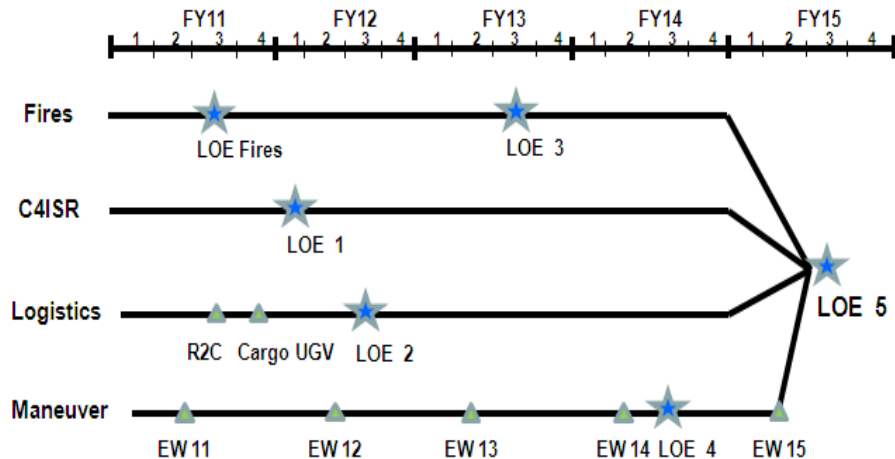 FY11 FY12 FY13 FY14 FY15
1 2 3 4 1 2 3 4 1 2 3 4 1 2 3 4 1 2 3 4
Fires
LOE Fires LOE 3
C4ISR
LOE 1
LOE 5
Logistics
R2C Cargo UGV LOE 2
Maneuver
EW 11 EW 12 EW 13 EW 14 LOE 4 EW 15